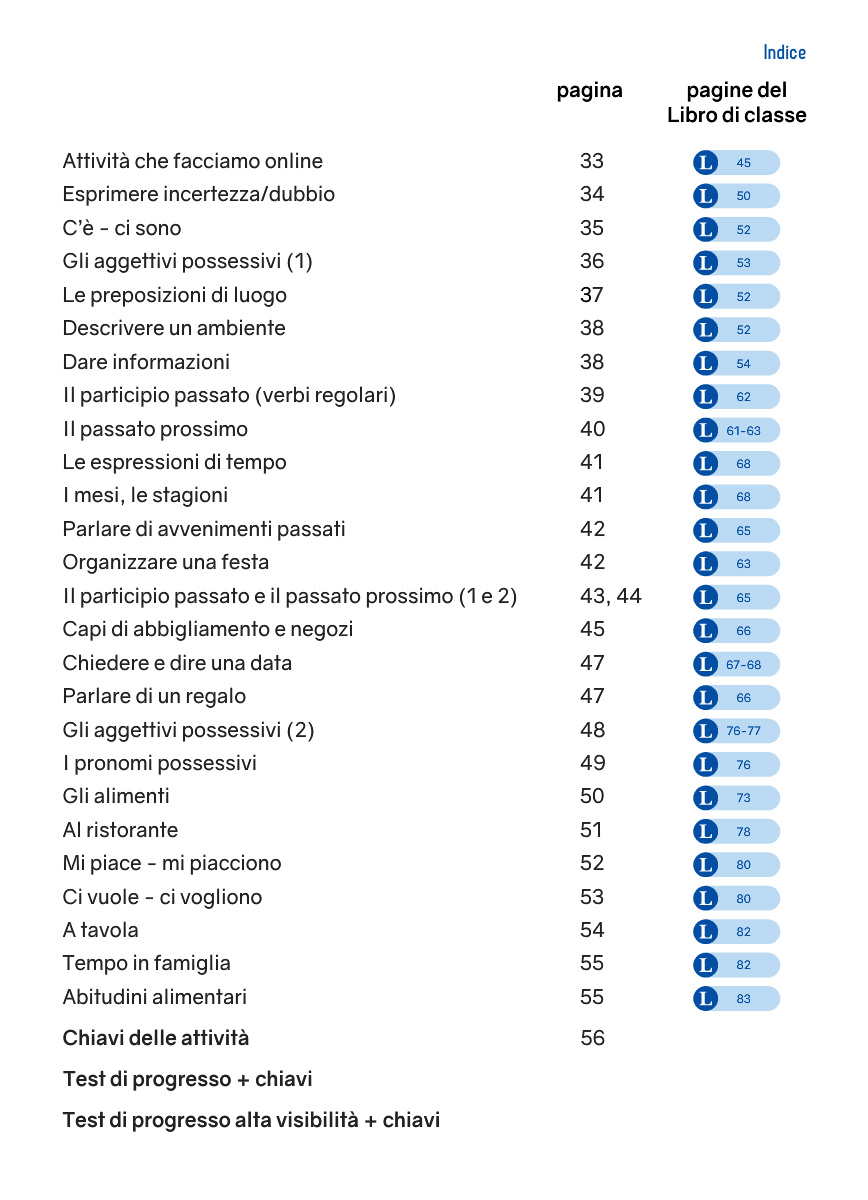 Indice
pagina pagine del
Libro di classe
Attività che facciamo online 33 L 45
Esprimere incertezza/dubbio 34 L 50
C’è - ci sono 35 L 52
Gli aggettivi possessivi (1) 36 L 53
Le preposizioni di luogo 37 L 52
Descrivere un ambiente 38 L 52
Dare informazioni 38 L 54
Il participio passato (verbi regolari) 39 L 62
Il passato prossimo 40 L 61-63
Le espressioni di tempo 41 L 68
I mesi, le stagioni 41 L 68
Parlare di avvenimenti passati 42 L 65
Organizzare una festa 42 L 63
Il participio passato e il passato prossimo (1 e 2) 43, 44 L 65
Capi di abbigliamento e negozi 45 L 66
Chiedere e dire una data 47 L 67-68
Parlare di un regalo 47 L 66
Gli aggettivi possessivi (2) 48 L 76-77
I pronomi possessivi 49 L 76
Gli alimenti 50 L 73
Al ristorante 51 L 78
Mi piace - mi piacciono 52 L 80
Ci vuole - ci vogliono 53 L 80
A tavola 54 L 82
Tempo in famiglia 55 L 82
Abitudini alimentari 55 L 83
Chiavi delle attività 56
Test di progresso + chiavi
Test di progresso alta visibilità + chiavi